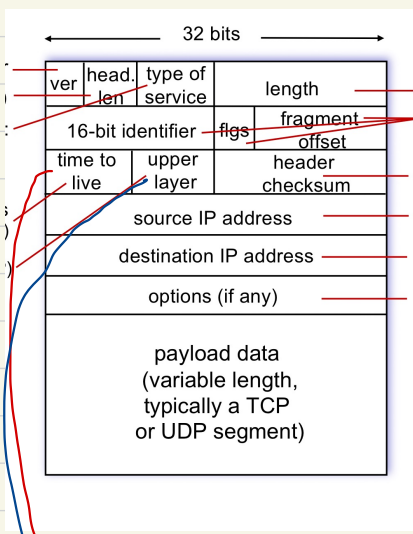 32 bits
ver
head.
len
type of
service
length
16-bit identifier
flgs
fragment
offset
time to
live
upper
layer
header
checksum
source IP address
destination IP address
options (if any)
payload data
(variable length,
typically a TCP
or UDP segment)